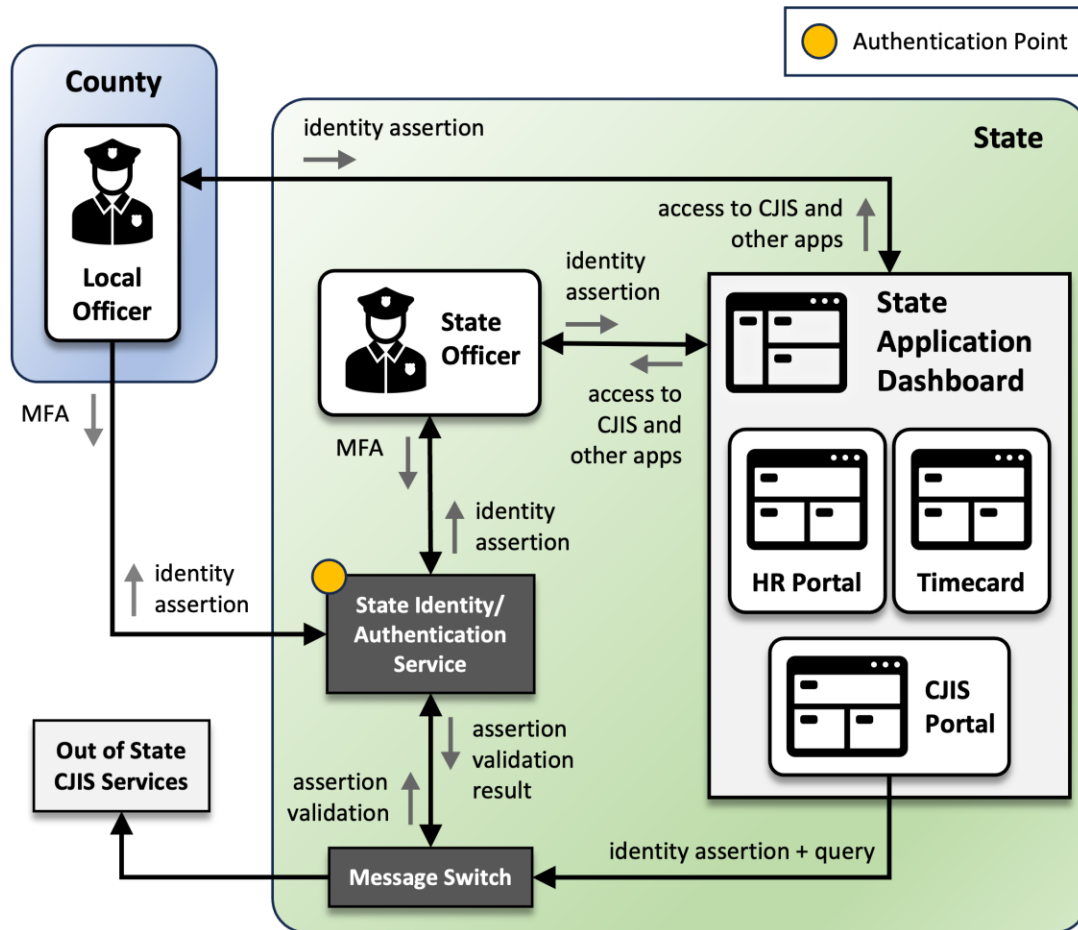 Authentication Point
County
identity assertion
State
Local
Officer
access to CJIS and
other apps
identity
assertion
State
Officer
State
Application
Dashboard
access to
CJIS and
other apps
MFA
MFA
identity
assertion
HR Portal
Timecard
identity
assertion
State Identity/
Authentication
Service
CJIS
Portal
Out of State
CJIS Services
assertion
validation
result
assertion
validation
identity assertion + query
Message Switch